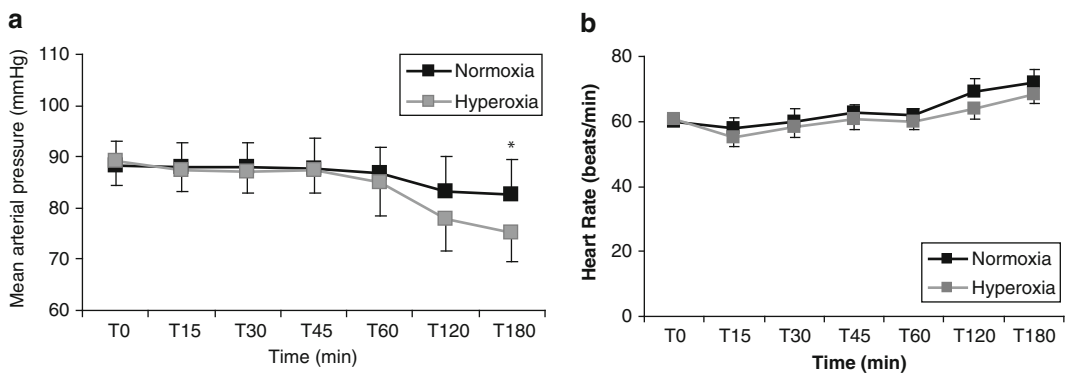 a
Mean arterial pressure (mmHg)
110
100
90
80
70
60
Normoxia
Hyperoxia
*
T0 T15 T30 T45 T60 T120 T180
Time (min)
b
Heart Rate (beats/min)
80
60
40
20
0
Normoxia
Hyperoxia
T0 T15 T30 T45 T60 T120 T180
Time (min)